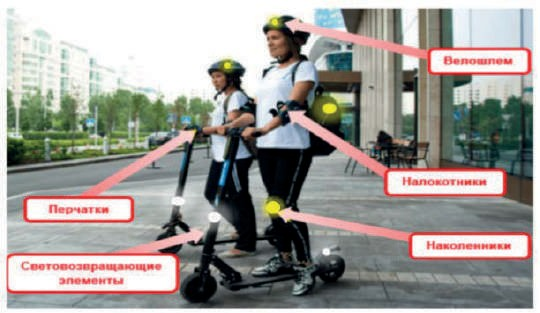 Велошлем
Налокотники
Перчатки
Наколенники
Световозвращающие
элементы